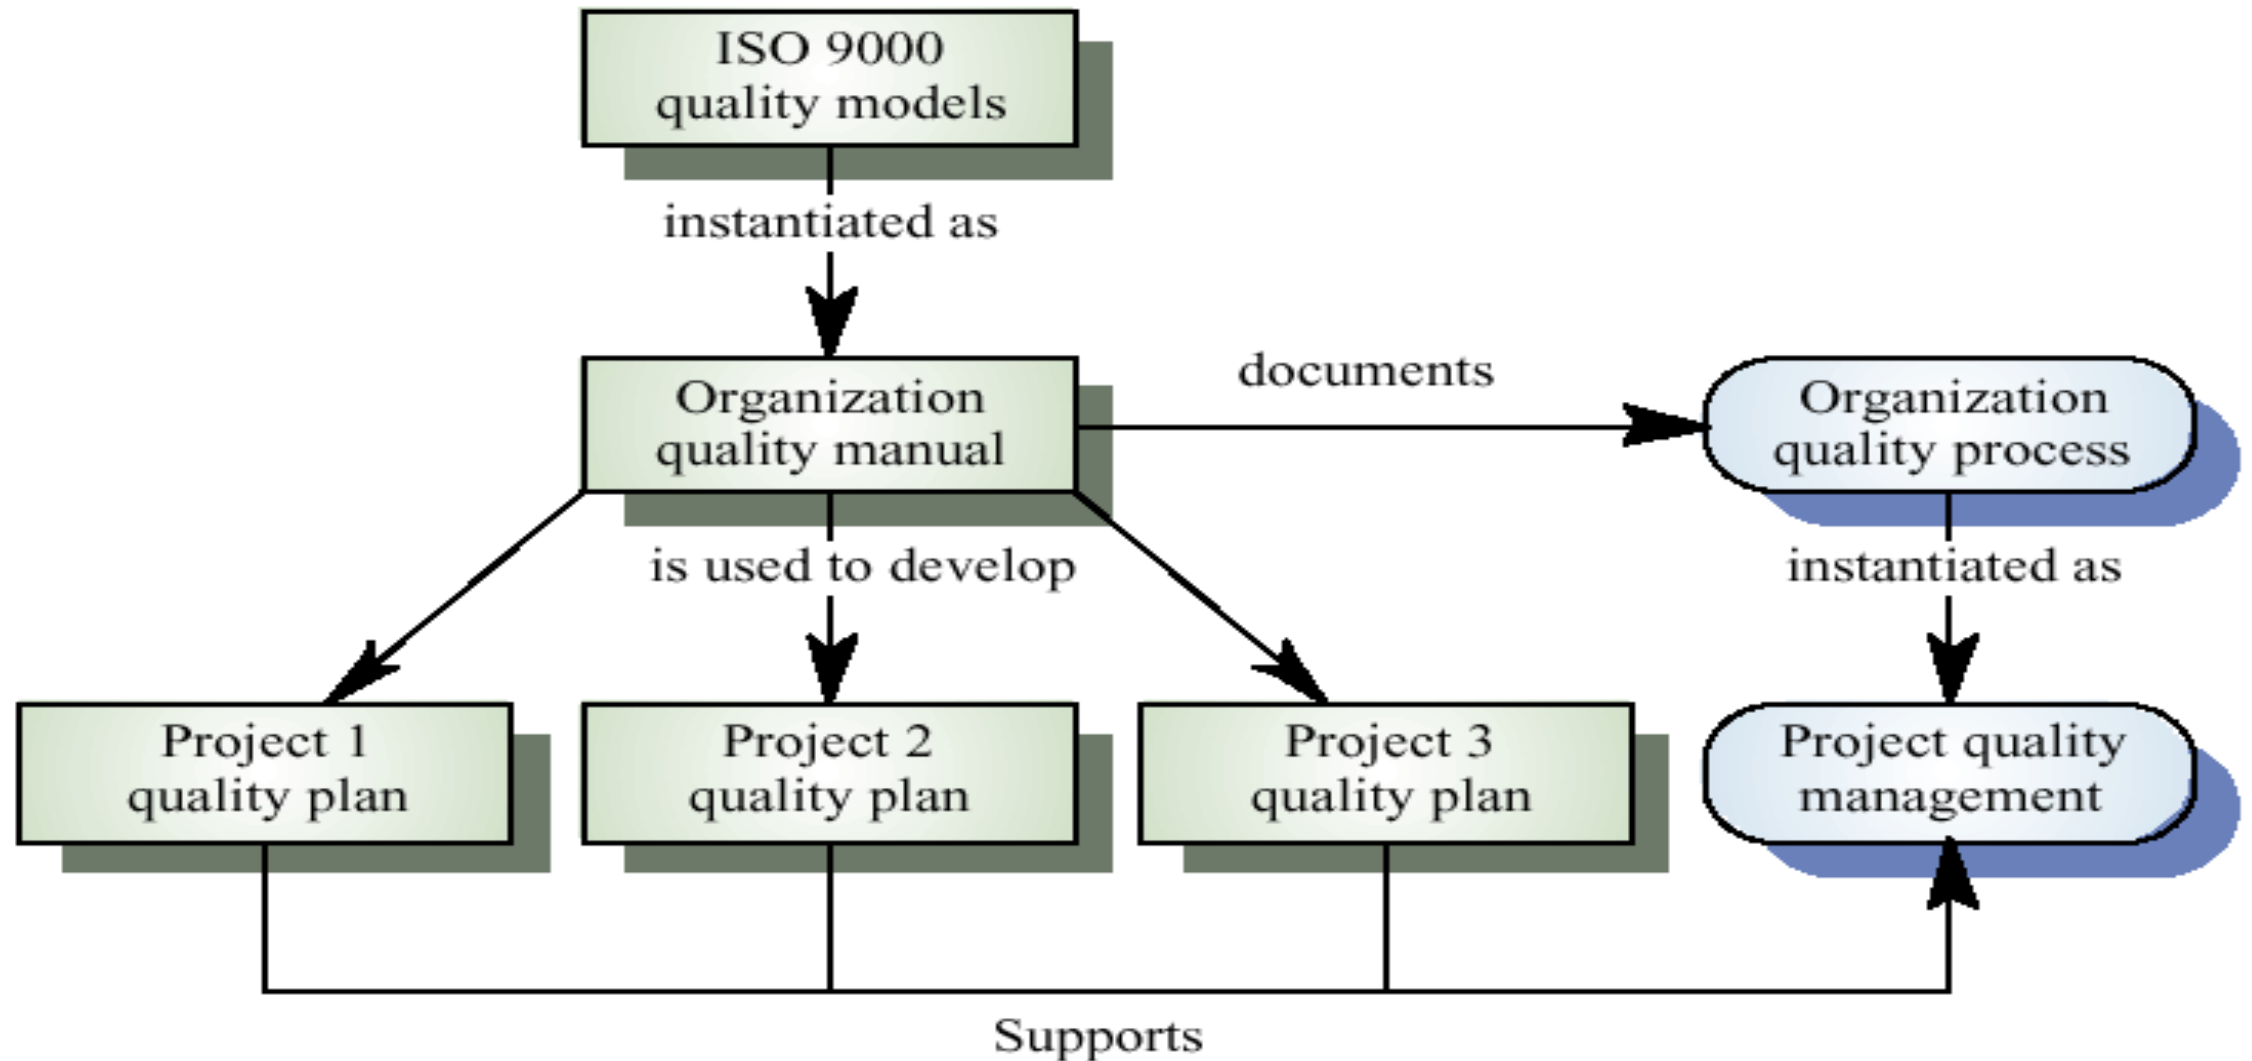 ISO 9000
quality models
instantiated as
Organization
quality manual
documents
Organization
quality process
is used to develop
instantiated as
Project 1
quality plan
Project 2
quality plan
Project 3
quality plan
Project quality
management
Supports